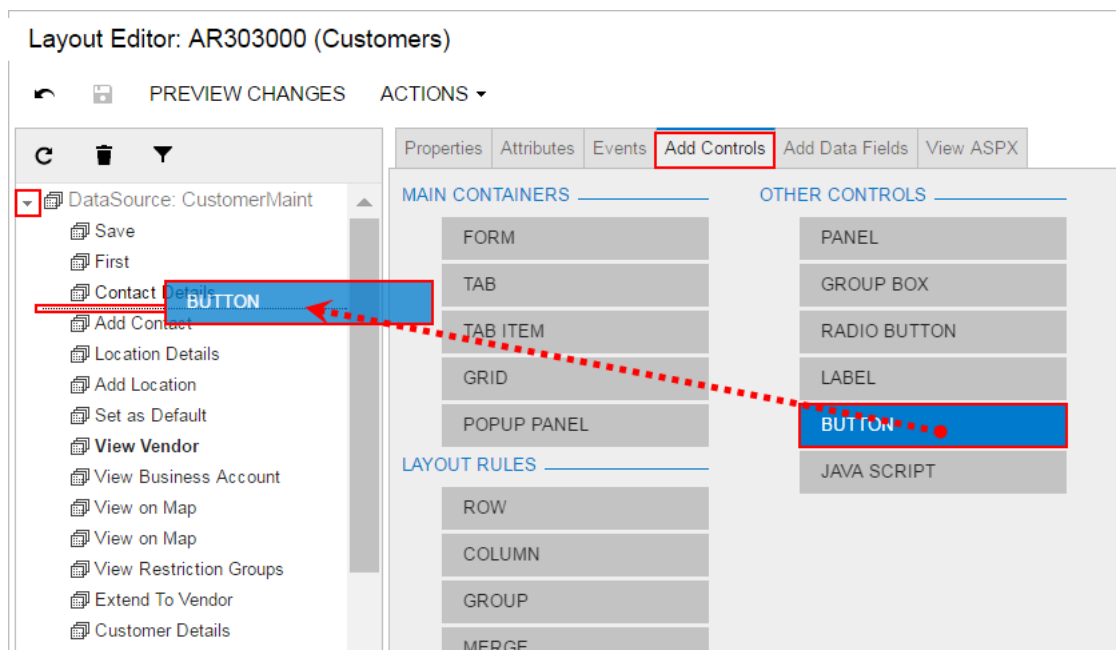 Layout Editor: AR303000 (Customers)
PREVIEW CHANGES ACTIONS
Properties Attributes Events Add Controls Add Data Fields View ASPX
DataSource: CustomerMaint
Save
First
Contact Details
BUTTON
Add Contact
Location Details
Add Location
Set as Default
View Vendor
View Business Account
View on Map
View on Map
View Restriction Groups
Extend To Vendor
Customer Details
MAIN CONTAINERS
FORM
TAB
TAB ITEM
GRID
POPUP PANEL
LAYOUT RULES
ROW
COLUMN
GROUP
MERGE
OTHER CONTROLS
PANEL
GROUP BOX
RADIO BUTTON
LABEL
BUTTON
JAVA SCRIPT